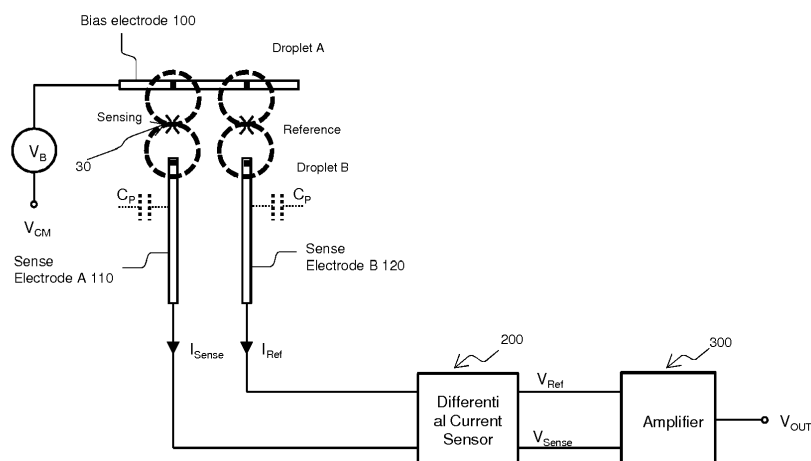 Bias electrode 100
Droplet A
Sensing
Reference
30
V_B
Droplet B
C_P
C_P
V_CM
Sense
Electrode A 110
Sense
Electrode B 120
I_Sense
I_Ref
200
300
V_Ref
Differenti
al Current
Sensor
Amplifier
V_OUT
V_Sense